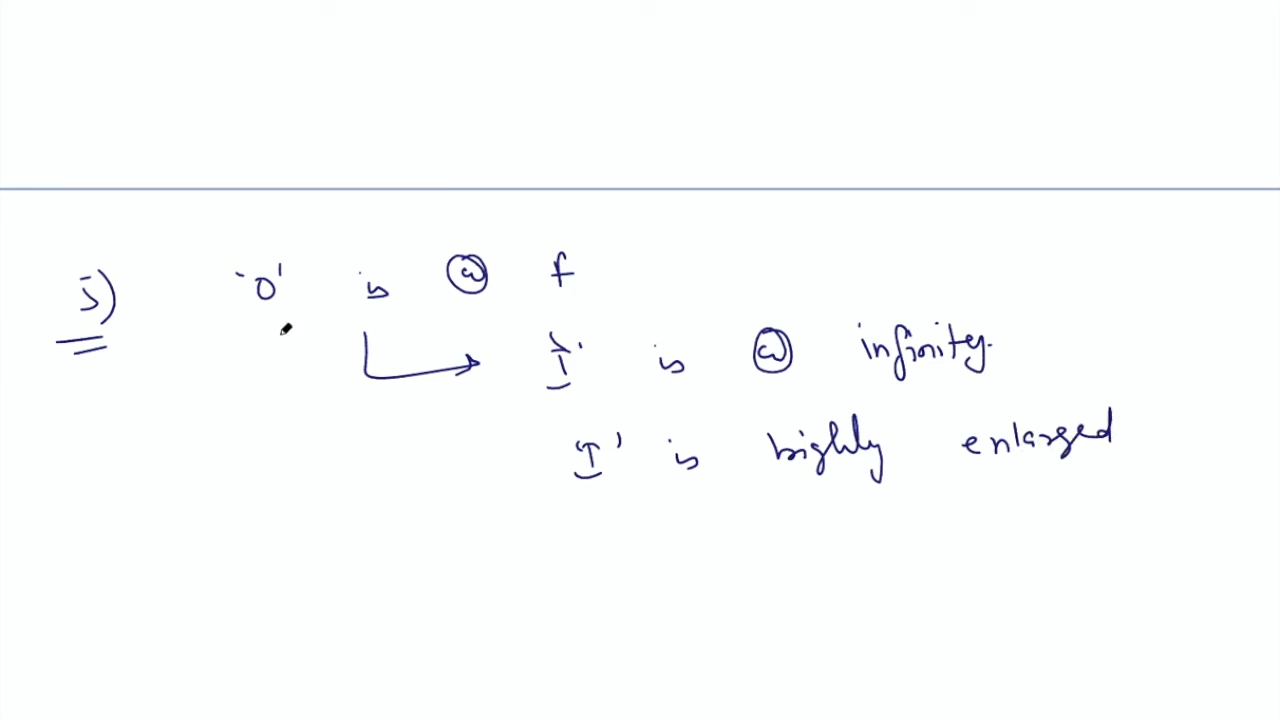 5) 'O' is @ f
'I' is @ infinity.
'I' is highly enlarged